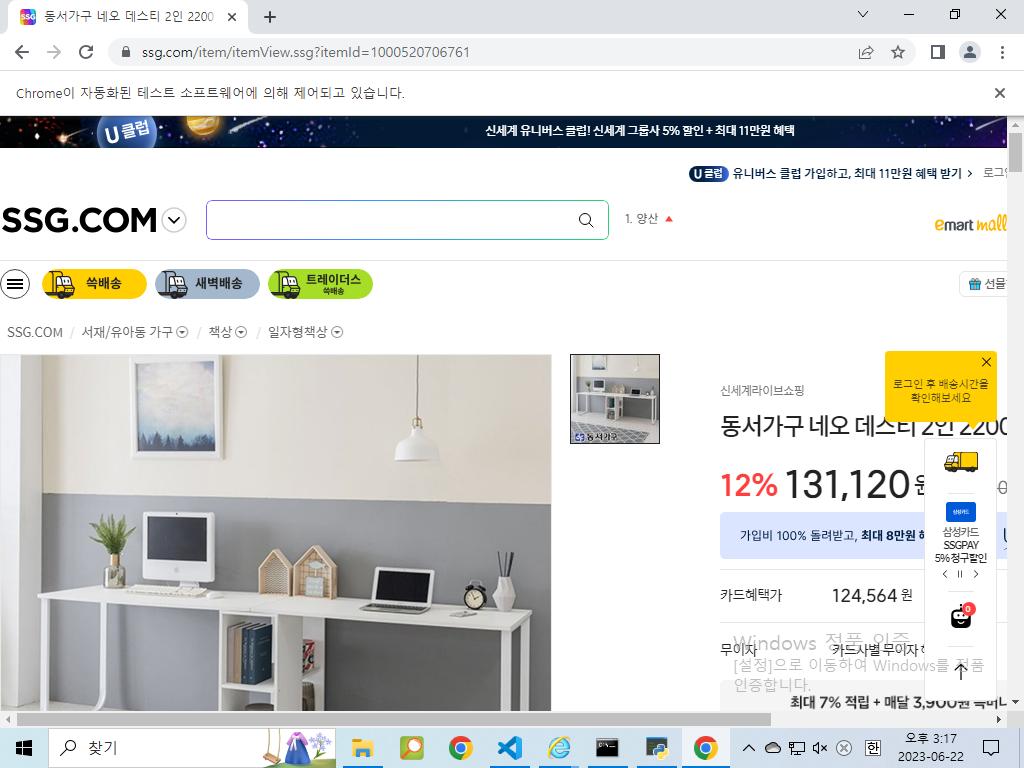 동서가구 네오 데스티 2인 2200
ssg.com/item/itemView.ssg?itemId=1000520706761
Chrome이 자동화된 테스트 소프트웨어에 의해 제어되고 있습니다.
U 클럽
신세계 유니버스 클럽! 신세계 그룹사 5% 할인 + 최대 11만원 혜택
U 클럽 유니버스 클럽 가입하고, 최대 11만원 혜택 받기 >
SSG.COM
1. 양산
emart mall
쓱배송
새벽배송
트레이더스
쓱배송
선물
SSG.COM / 서재/유아동 가구 / 책상 / 일자형책상
로그인 후 배송시간을
확인해보세요
신세계라이브쇼핑
동서가구 네오 데스티 2인 2200
동서가구
12% 131,120
삼성카드
가입비 100% 돌려받고, 최대 8만원
삼성카드
SSGPAY
5% 청구할인
카드혜택가 124,564 원
0
무이자 카드사별 무이자
Windows 정품 인증
[설정]으로 이동하여 Windows를 정품
인증합니다.
최대 7% 적립 + 매달 3,900원
찾기
한
오후 3:17
2023-06-22